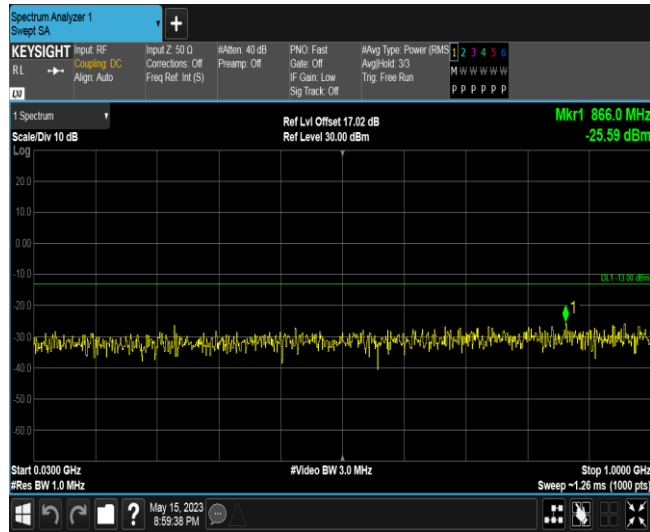 Spectrum Analyzer 1
Swept SA
+
KEYSIGHT
RL
LXI
Input: RF
Coupling: DC
Align: Auto
Input Z: 50 Ω
Corrections: Off
Freq Ref: Int (S)
#Atten: 40 dB
Preamp: Off
PNO: Fast
Gate: Off
IF Gain: Low
Sig Track: Off
#Avg Type: Power (RMS
Avg|Hold: 3/3
Trig: Free Run
1 2 3 4 5 6
M W W W W W
P P P P P P
1 Spectrum
Scale/Div 10 dB
Log
Ref Lvl Offset 17.02 dB
Ref Level 30.00 dBm
Mkr1 866.0 MHz
-25.59 dBm
20.0
10.0
0.00
-10.0
DL1 -13.00 dBm
-20.0
1
-30.0
-40.0
-50.0
-60.0
Start 0.0300 GHz
#Res BW 1.0 MHz
#Video BW 3.0 MHz
Stop 1.0000 GHz
Sweep ~1.26 ms (1000 pts)
?
May 15, 2023
8:59:38 PM